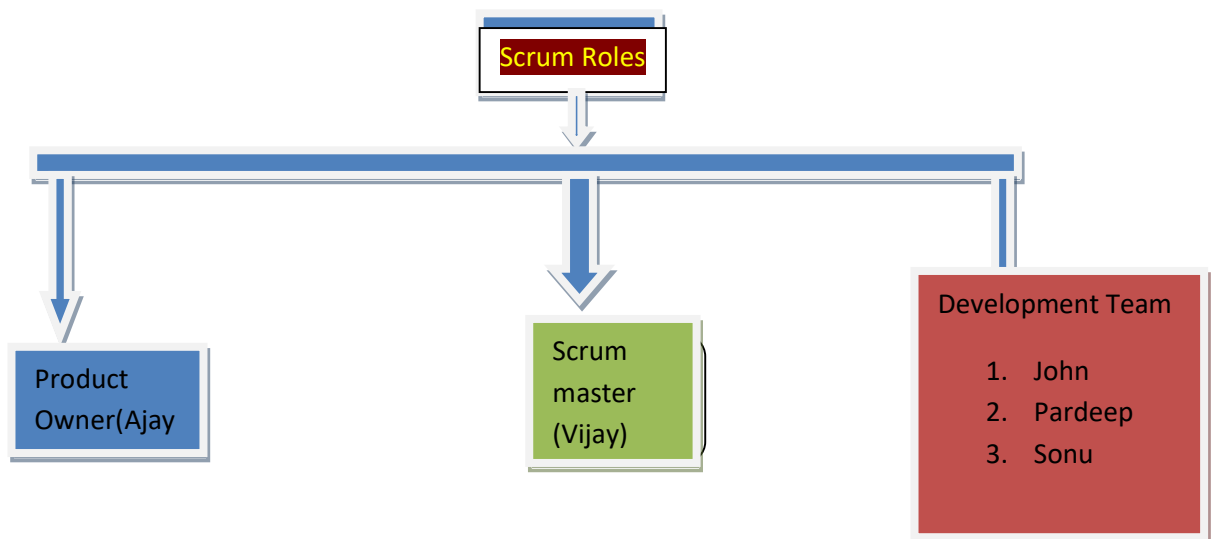 Scrum Roles
Product
Owner(Ajay
Scrum
master
(Vijay)
Development Team
1. John
2. Pardeep
3. Sonu